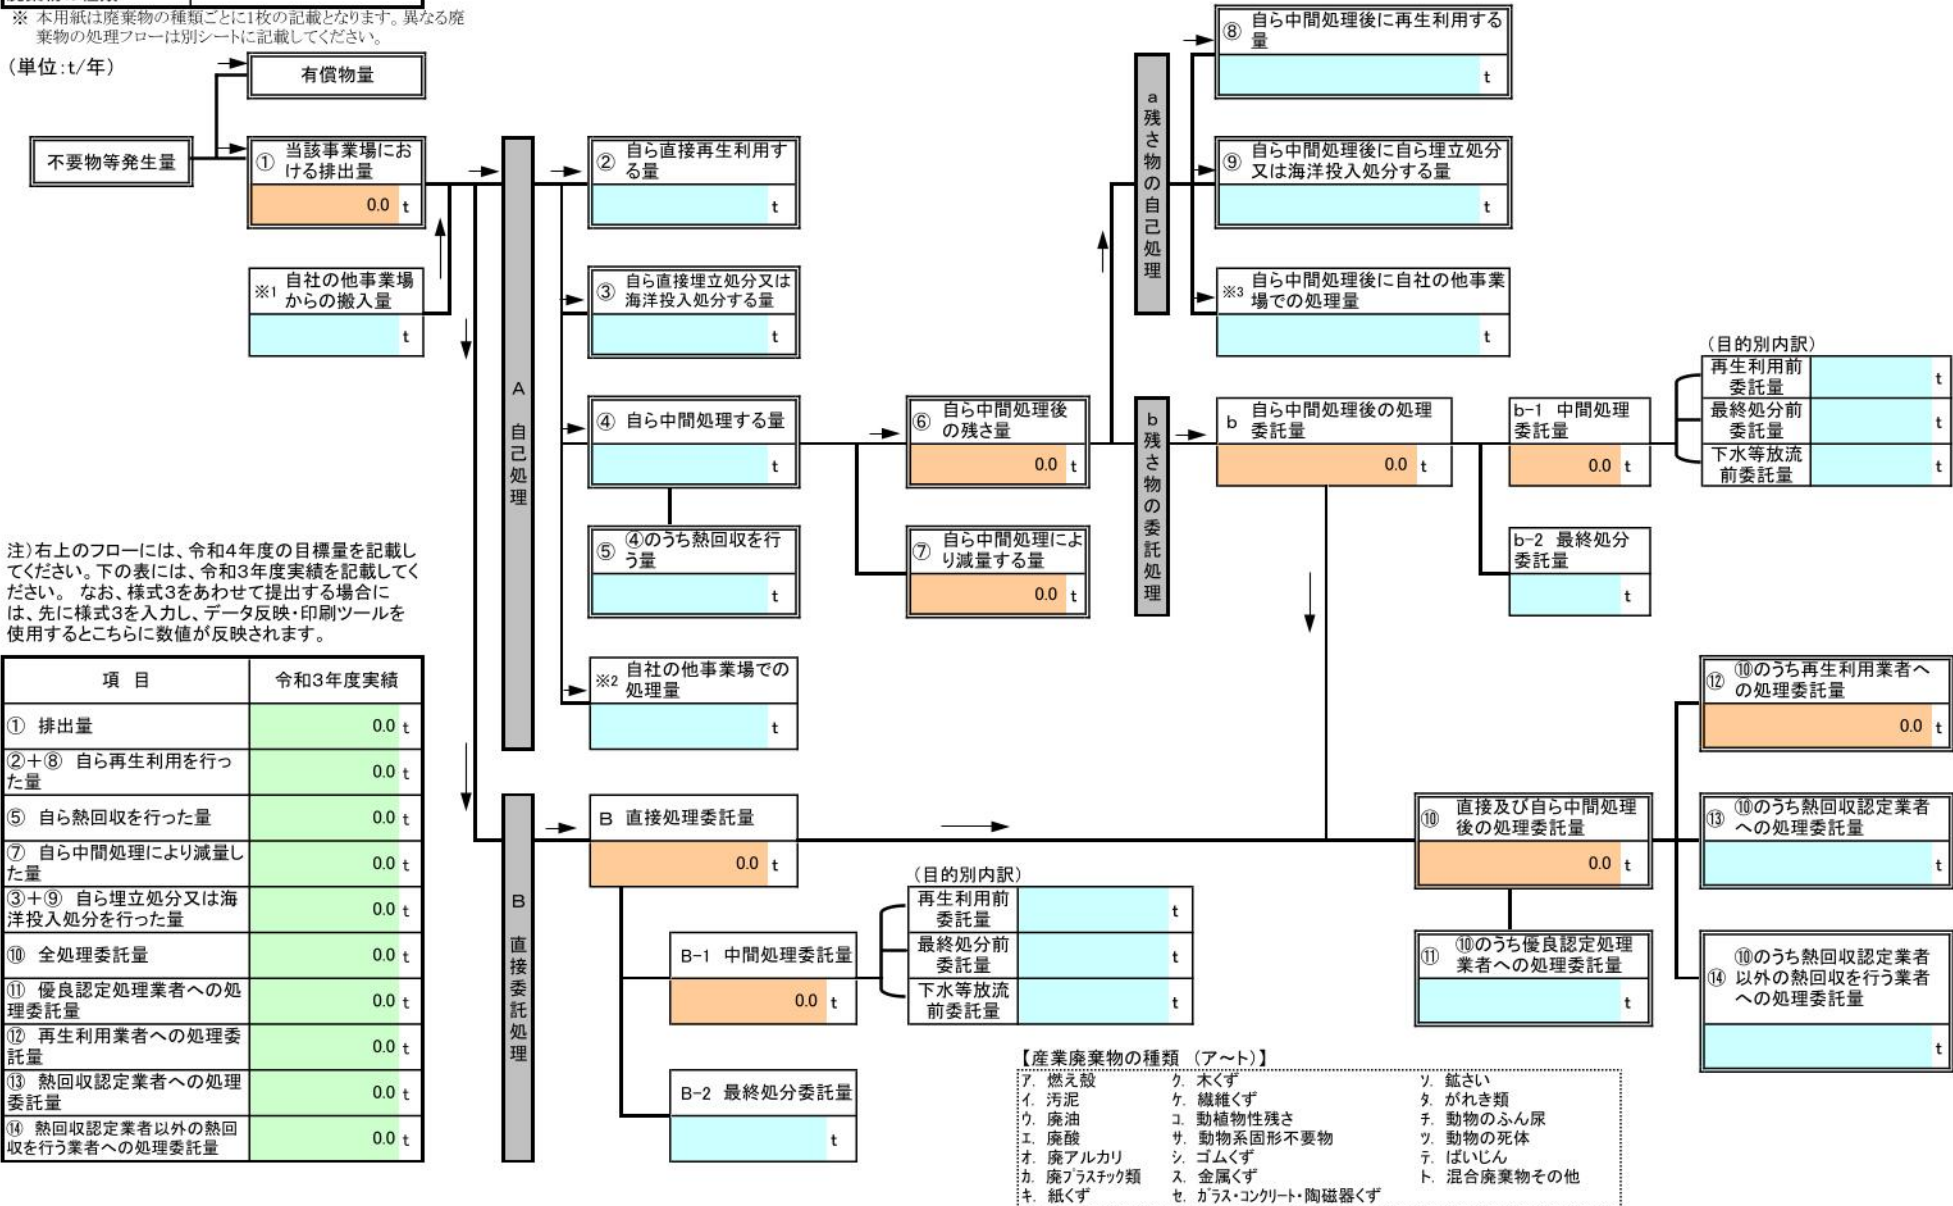 ※ 本用紙は廃棄物の種類ごとに1枚の記載となります。異なる廃
棄物の処理フローは別シートに記載してください。
(単位:t/年)
有償物量
不要物等発生量
① 当該事業場にお
ける排出量
0.0 t
※1 自社の他事業場
からの搬入量
t
A 自己処理
② 自ら直接再生利用す
る量
t
③ 自ら直接埋立処分又は
海洋投入処分する量
t
④ 自ら中間処理する量
t
⑤ ④のうち熱回収を行
う量
t
※2 自社の他事業場での
処理量
t
⑥ 自ら中間処理後
の残さ量
0.0 t
⑦ 自ら中間処理によ
り減量する量
0.0 t
a残さ物の自己処理
⑧ 自ら中間処理後に再生利用する
量
t
⑨ 自ら中間処理後に自ら埋立処分
又は海洋投入処分する量
t
※3 自ら中間処理後に自社の他事業
場での処理量
t
b残さ物の委託処理
b 自ら中間処理後の処理
委託量
0.0 t
b-1 中間処理
委託量
0.0 t
(目的別内訳)
再生利用前
委託量
t
最終処分前
委託量
t
下水等放流
前委託量
t
b-2 最終処分
委託量
t
注)右上のフローには、令和4年度の目標量を記載し
てください。下の表には、令和3年度実績を記載してく
ださい。 なお、様式3をあわせて提出する場合に
は、先に様式3を入力し、データ反映・印刷ツールを
使用するとこちらに数値が反映されます。
項 目 令和3年度実績
① 排出量 0.0 t
②+⑧ 自ら再生利用を行っ
た量 0.0 t
⑤ 自ら熱回収を行った量 0.0 t
⑦ 自ら中間処理により減量し
た量 0.0 t
③+⑨ 自ら埋立処分又は海
洋投入処分を行った量 0.0 t
⑩ 全処理委託量 0.0 t
⑪ 優良認定処理業者への処
理委託量 0.0 t
⑫ 再生利用業者への処理委
託量 0.0 t
⑬ 熱回収認定業者への処理
委託量 0.0 t
⑭ 熱回収認定業者以外の熱回
収を行う業者への処理委託量 0.0 t
B 直接委託処理
B 直接処理委託量
0.0 t
B-1 中間処理委託量
0.0 t
(目的別内訳)
再生利用前
委託量
t
最終処分前
委託量
t
下水等放流
前委託量
t
B-2 最終処分委託量
t
⑩ 直接及び自ら中間処理
後の処理委託量
0.0 t
⑪ ⑩のうち優良認定処理
業者への処理委託量
t
⑫ ⑩のうち再生利用業者へ
の処理委託量
0.0 t
⑬ ⑩のうち熱回収認定業者
への処理委託量
t
⑭ ⑩のうち熱回収認定業者
以外の熱回収を行う業者
への処理委託量
t
【産業廃棄物の種類 (ア~ト)】
ア. 燃え殻 ク. 木くず ソ. 鉱さい
イ. 汚泥 ケ. 繊維くず タ. がれき類
ウ. 廃油 コ. 動植物性残さ チ. 動物のふん尿
エ. 廃酸 サ. 動物系固形不要物 ツ. 動物の死体
オ. 廃アルカリ シ. ゴムくず テ. ばいじん
カ. 廃プラスチック類 ス. 金属くず ト. 混合廃棄物その他
キ. 紙くず セ. ガラス・コンクリート・陶磁器くず